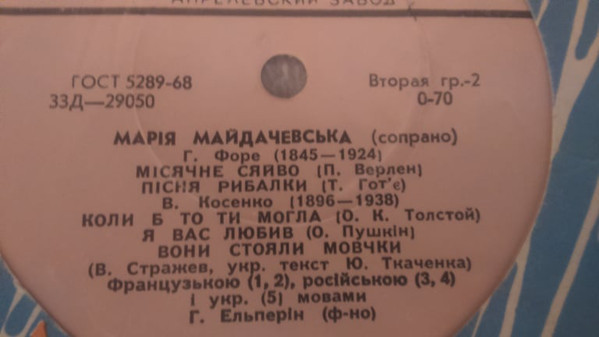 АПРЕЛЕВСКИЙ ЗАВОД
ГОСТ 5289-68
33Д—29050
Вторая гр.-2
0-70
МАРІЯ МАЙДАЧЕВСЬКА (сопрано)
Г. Форе (1845—1924)
МІСЯЧНЕ СЯЙВО (П. Верлен)
ПІСНЯ РИБАЛКИ (Т. Гот'є)
В. Косенко (1896—1938)
КОЛИ Б ТО ТИ МОГЛА (О. К. Толстой)
Я ВАС ЛЮБИВ (О. Пушкін)
ВОНИ СТОЯЛИ МОВЧКИ
(В. Стражев, укр. текст Ю. Ткаченка)
Французькою (1, 2), російською (3, 4)
і укр. (5) мовами
Г. Ельперін (ф-но)